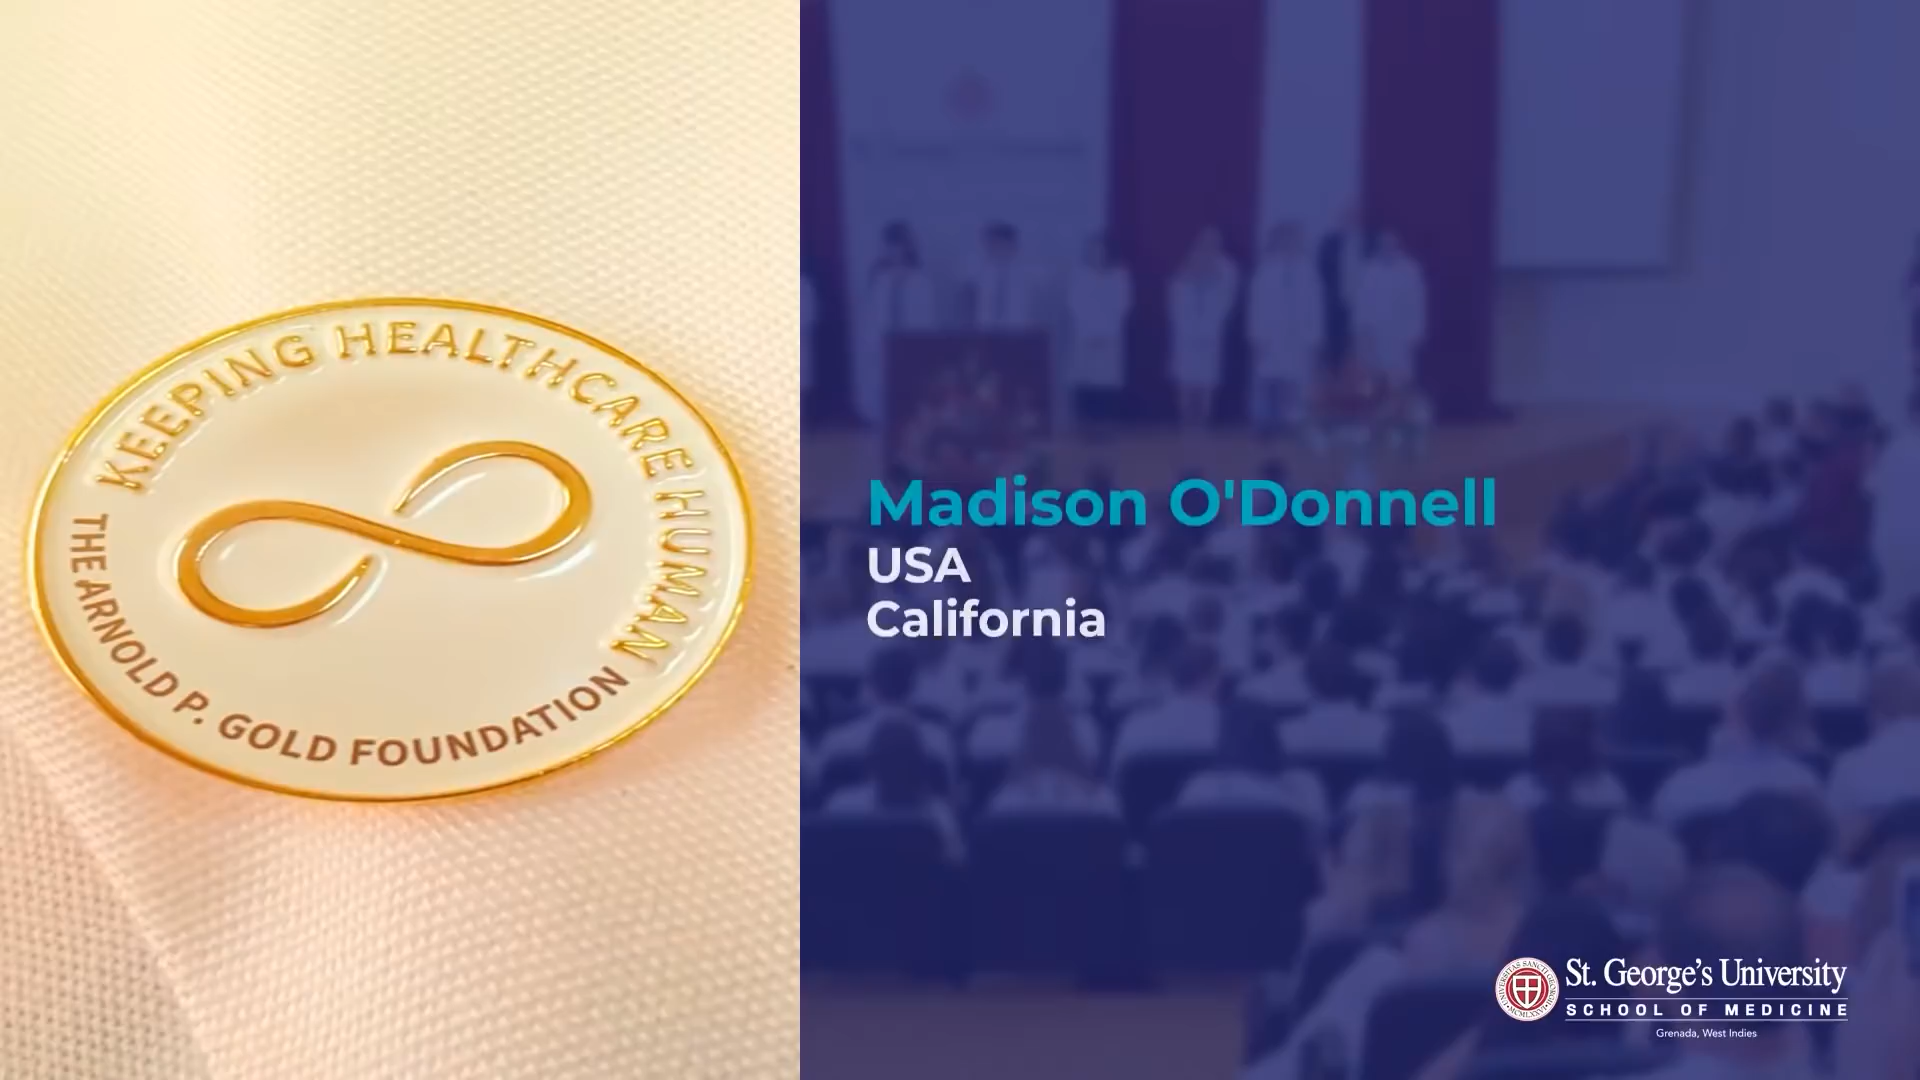 KEEPING HEALTHCARE HUMAN
THE ARNOLD P. GOLD FOUNDATION
Madison O'Donnell
USA
California
St. George's University
SCHOOL OF MEDICINE
Grenada, West Indies